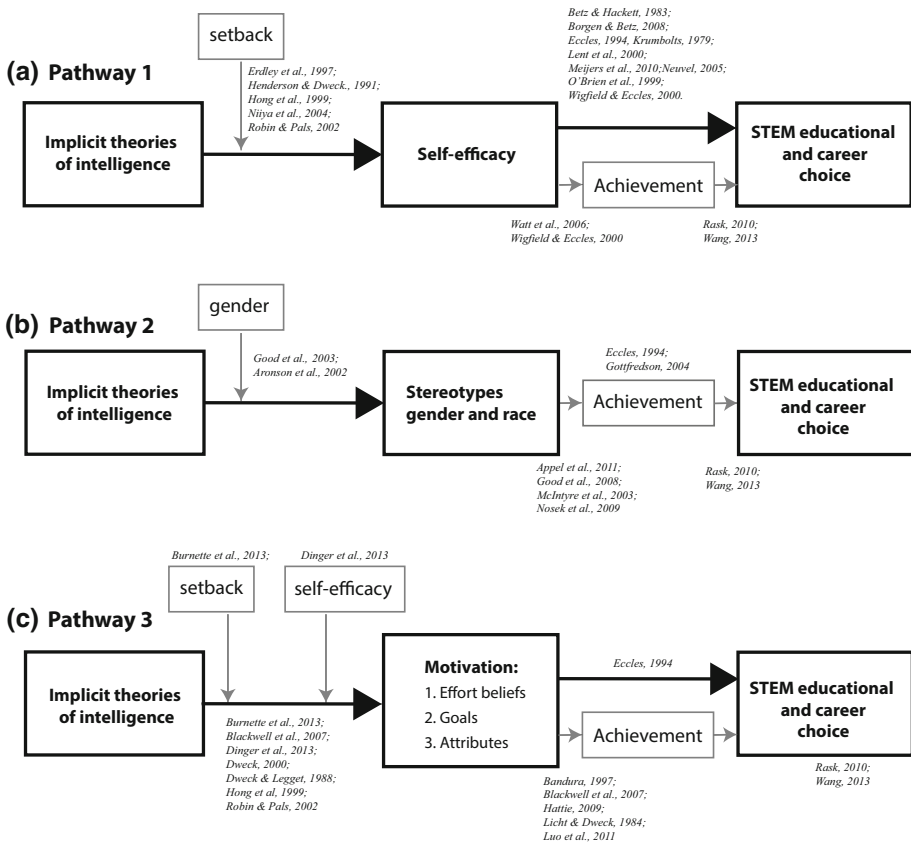 setback
Betz & Hackett, 1983;
Borgen & Betz, 2008;
Eccles, 1994, Krumbolts, 1979;
Lent et al., 2000;
Meijers et al., 2010;Neuvel, 2005;
O'Brien et al., 1999;
Wigfield & Eccles, 2000.
(a) Pathway 1
Erdley et al., 1997;
Henderson & Dweck., 1991;
Hong et al., 1999;
Niiya et al., 2004;
Robin & Pals, 2002
Implicit theories
of intelligence
Self-efficacy
Achievement
STEM educational
and career
choice
Watt et al., 2006;
Wigfield & Eccles, 2000
Rask, 2010;
Wang, 2013
gender
(b) Pathway 2
Good et al., 2003;
Aronson et al., 2002
Implicit theories
of intelligence
Stereotypes
gender and race
Eccles, 1994;
Gottfredson, 2004
Achievement
STEM educational
and career
choice
Appel et al., 2011;
Good et al., 2008;
McIntyre et al., 2003;
Nosek et al., 2009
Rask, 2010;
Wang, 2013
Burnette et al., 2013;
Dinger et al., 2013
setback
self-efficacy
(c) Pathway 3
Implicit theories
of intelligence
Burnette et al., 2013;
Blackwell et al., 2007;
Dinger et al., 2013;
Dweck, 2000;
Dweck & Legget, 1988;
Hong et al, 1999;
Robin & Pals, 2002
Motivation:
1. Effort beliefs
2. Goals
3. Attributes
Eccles, 1994
Achievement
STEM educational
and career
choice
Bandura, 1997;
Blackwell et al., 2007;
Hattie, 2009;
Licht & Dweck, 1984;
Luo et al., 2011
Rask, 2010;
Wang, 2013